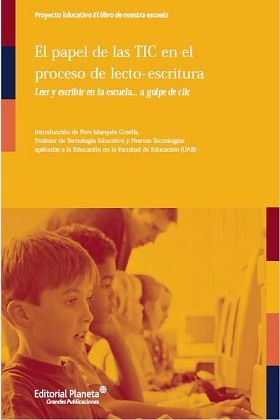 Proyecto Educativo El libro de nuestra escuela
El papel de las TIC en el
proceso de lecto-escritura
Leer y escribir en la escuela... a golpe de clic
Introducción de Pere Marquès Graells,
Profesor de Tecnología Educativa y Nuevas Tecnologías
aplicadas a la Educación en la Facultad de Educación (UAB)
Editorial Planeta
Grandes Publicaciones